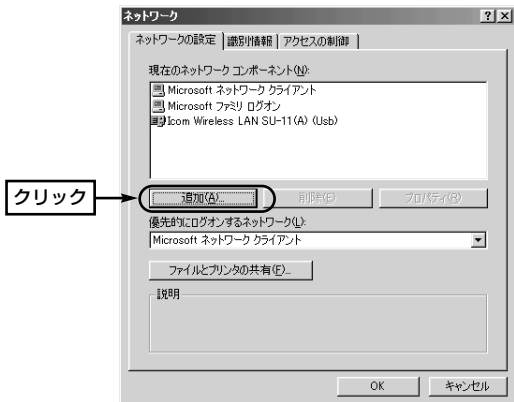 ネットワーク
ネットワークの設定 識別情報 アクセスの制御
現在のネットワーク コンポーネント(N):
Microsoft ネットワーク クライアント
Microsoft ファミリ ログオン
Icom Wireless LAN SU-11(A) (Usb)
クリック
追加(A)... 削除(E) プロパティ(R)
優先的にログオンするネットワーク(L):
Microsoft ネットワーク クライアント
ファイルとプリンタの共有(F)...
説明
OK キャンセル